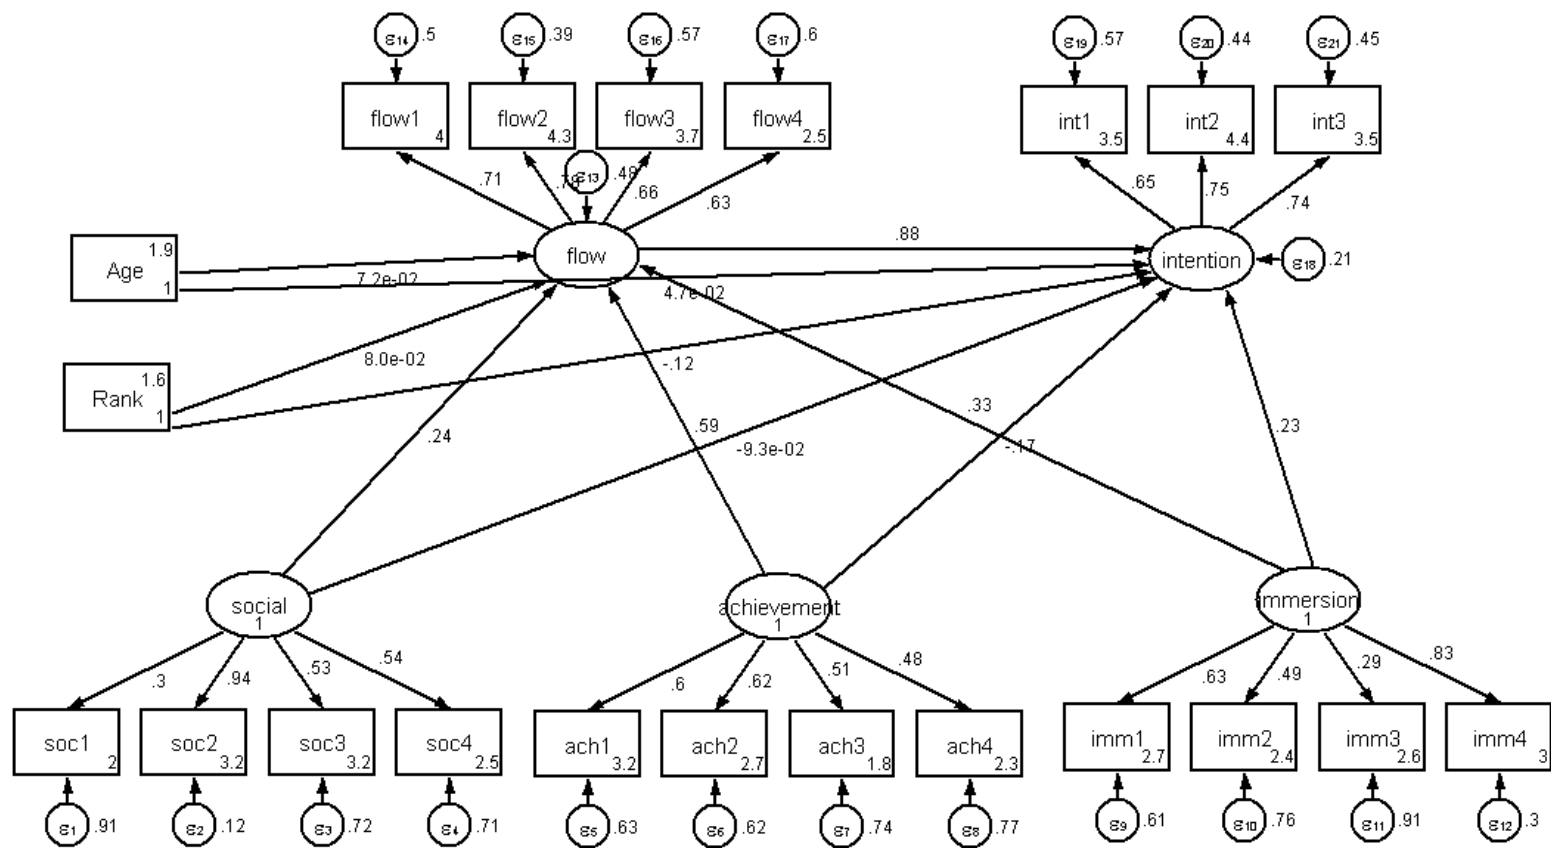 ε14 .5 ε15 .39 ε16 .57 ε17 .6 ε19 .57 ε20 .44 ε21 .45
flow1 4 flow2 4.3 flow3 3.7 flow4 2.5 int1 3.5 int2 4.4 int3 3.5
ε13 .48
.71 .78 .66 .63 .65 .75 .74
Age 1.9 1
flow
.88
intention
ε18 .21
7.2e-02 4.7e-02
Rank 1.6 1
8.0e-02 -.12
.24 .59 -9.3e-02 .33 -.17 .23
social 1 achievement 1 immersion 1
.3 .94 .53 .54 .6 .62 .51 .48 .63 .49 .29 .83
soc1 2 soc2 3.2 soc3 3.2 soc4 2.5 ach1 3.2 ach2 2.7 ach3 1.8 ach4 2.3 imm1 2.7 imm2 2.4 imm3 2.6 imm4 3
ε1 .91 ε2 .12 ε3 .72 ε4 .71 ε5 .63 ε6 .62 ε7 .74 ε8 .77 ε9 .61 ε10 .76 ε11 .91 ε12 .3